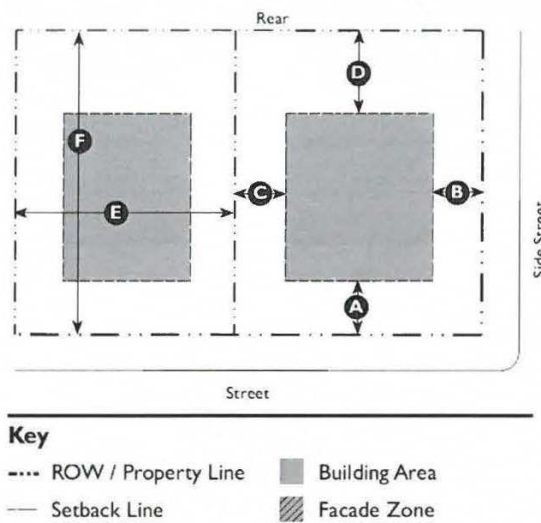 Rear
D
F
C
B
E
A
Side Street
Street
Key
ROW / Property Line
Building Area
Setback Line
Facade Zone